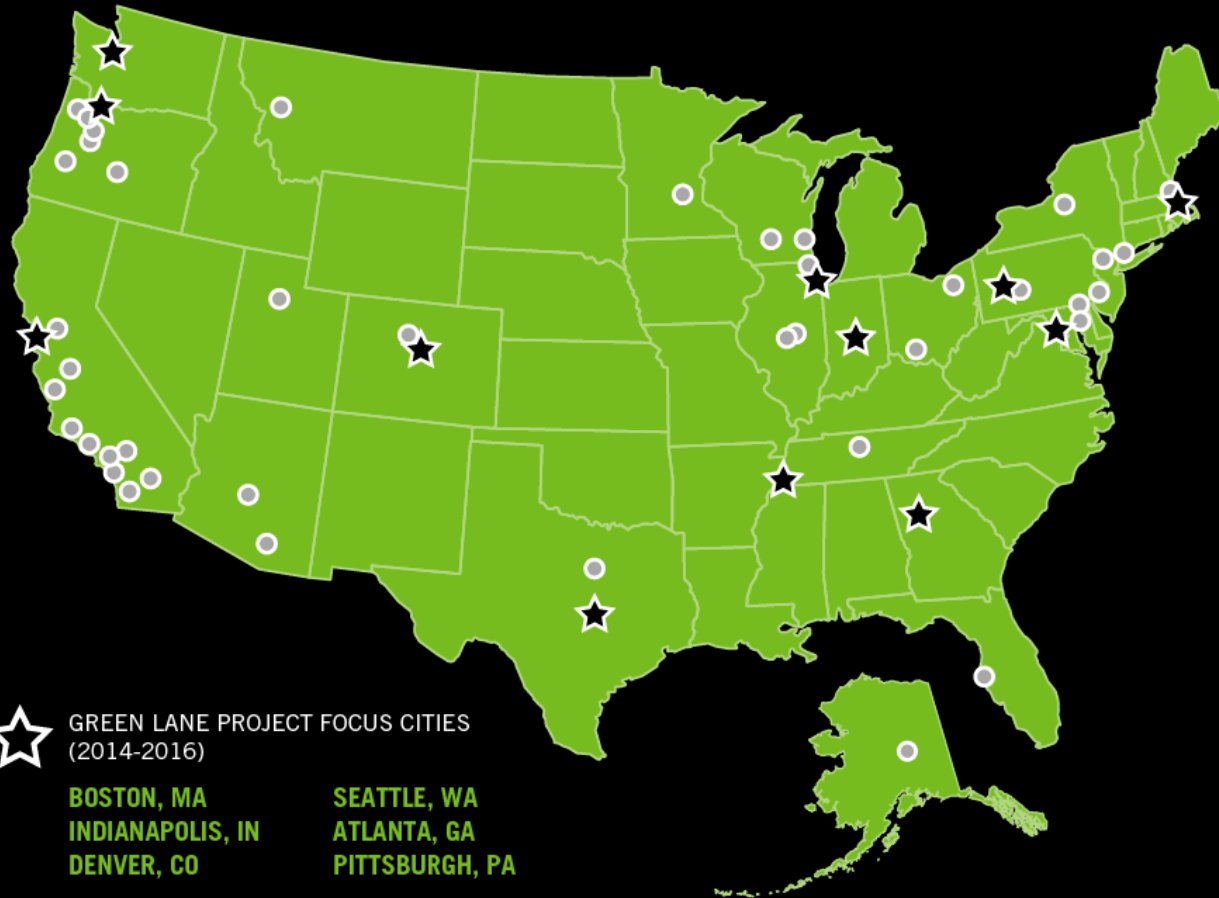 GREEN LANE PROJECT FOCUS CITIES
(2014-2016)
BOSTON, MA
INDIANAPOLIS, IN
DENVER, CO
SEATTLE, WA
ATLANTA, GA
PITTSBURGH, PA